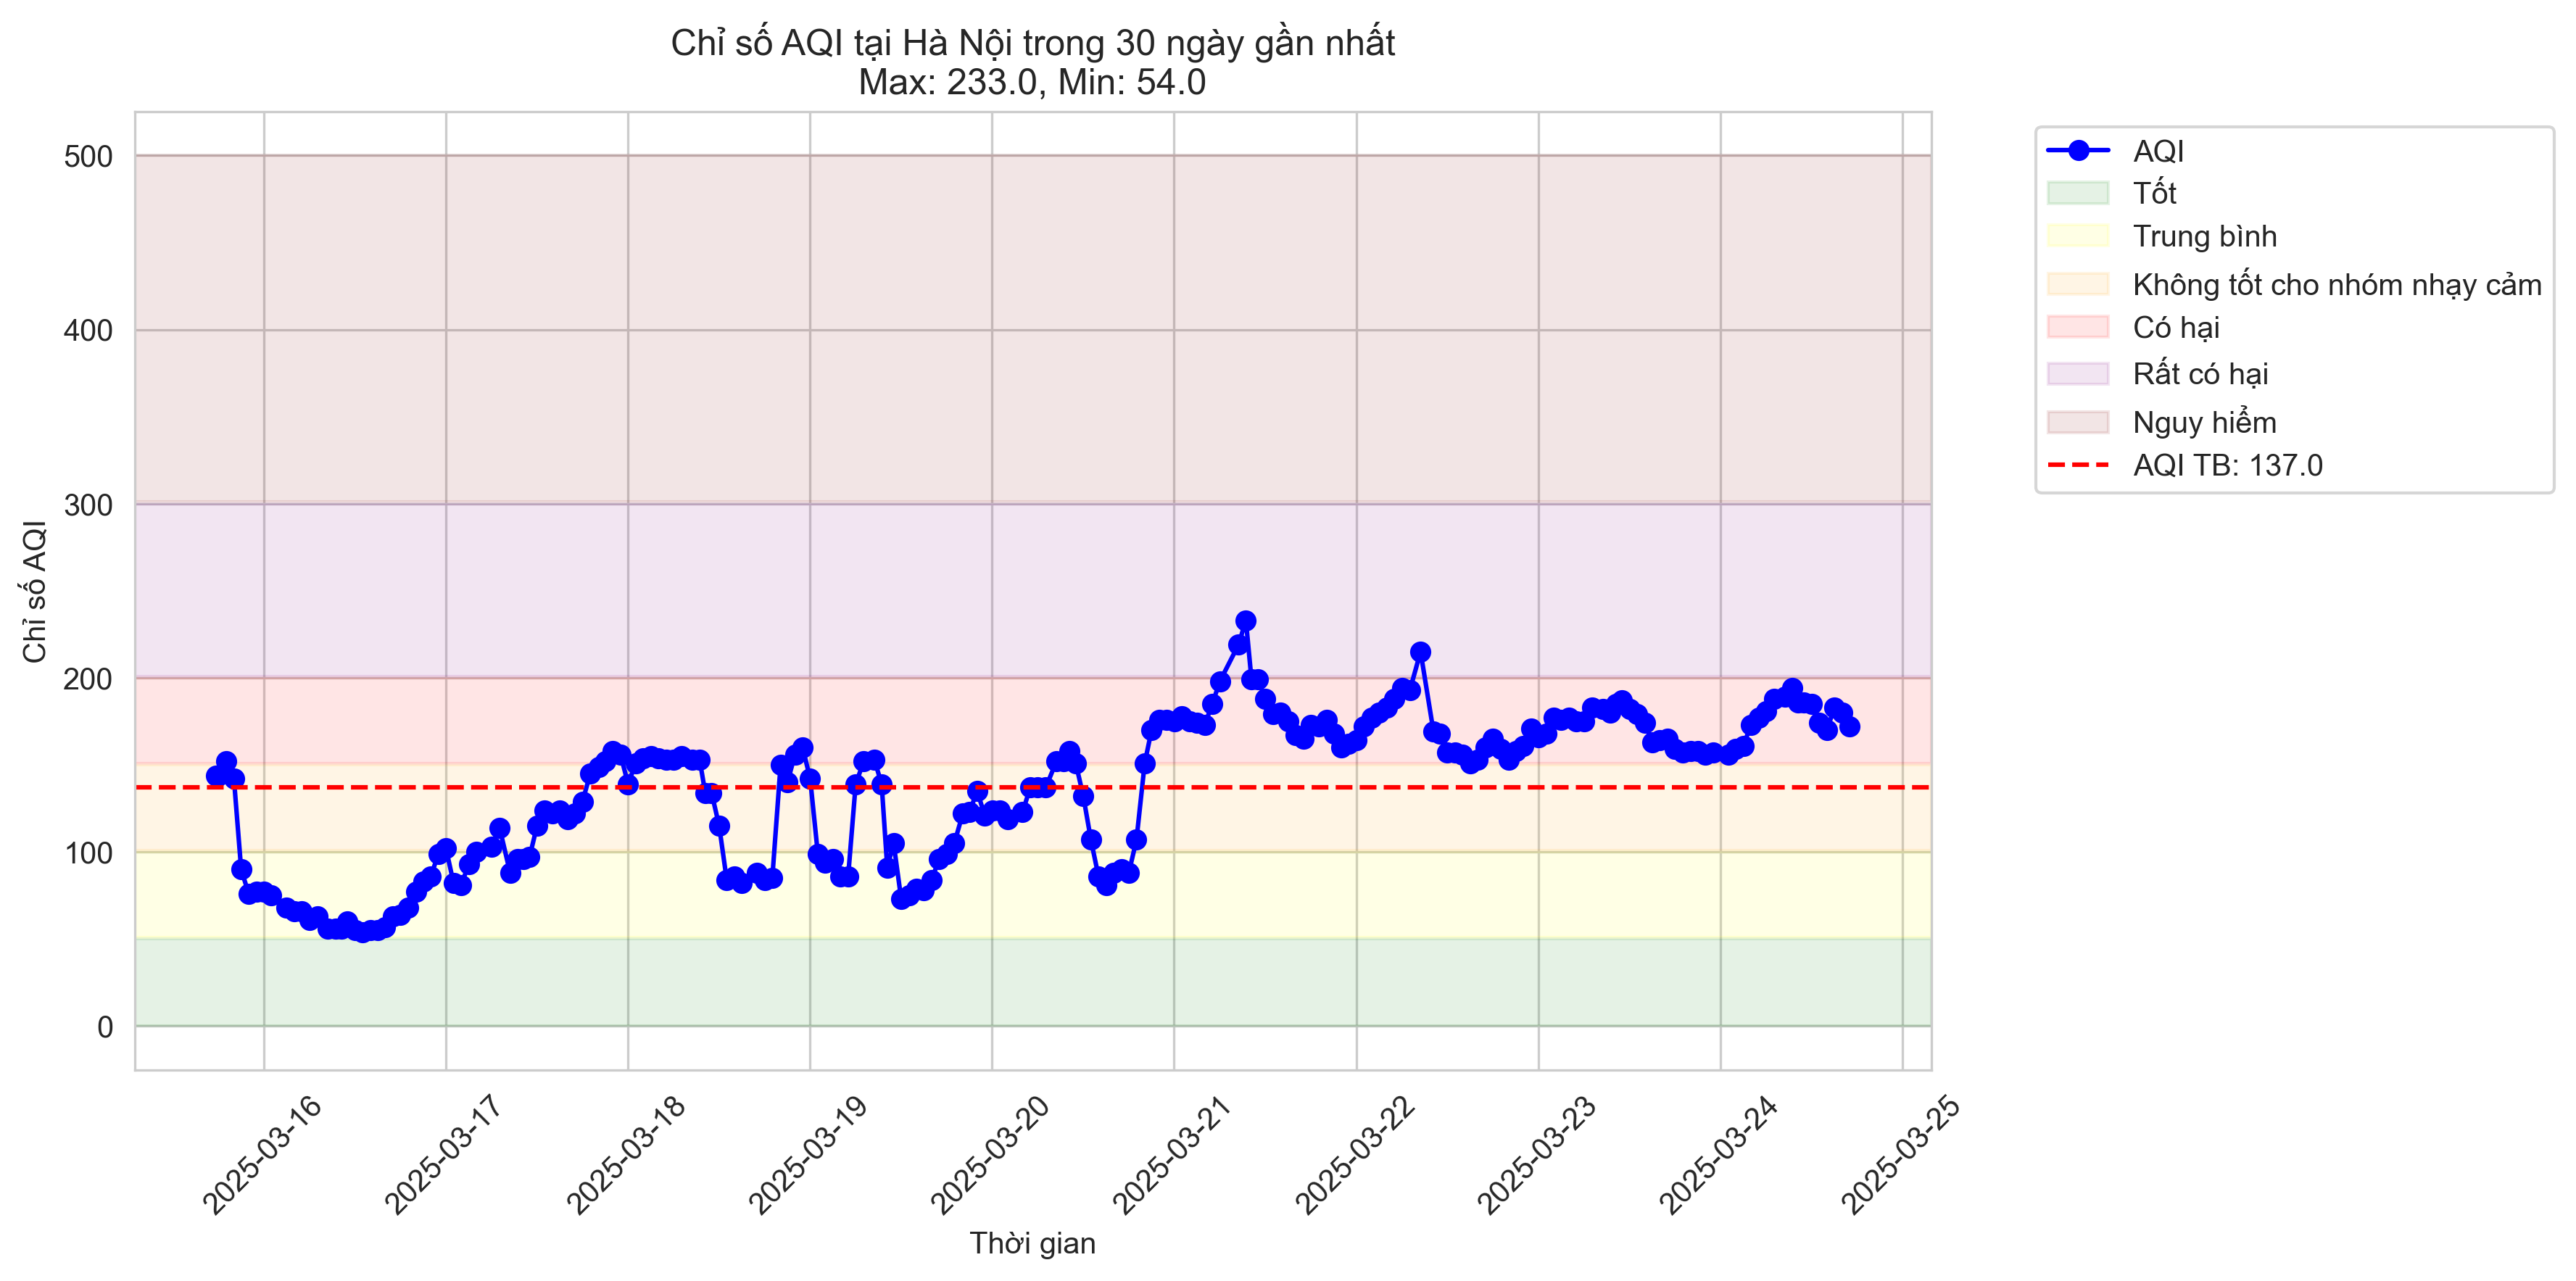 Chỉ số AQI tại Hà Nội trong 30 ngày gần nhất
Max: 233.0, Min: 54.0
Chỉ số AQI
500
400
300
200
100
0
2025-03-16
2025-03-17
2025-03-18
2025-03-19
2025-03-20
2025-03-21
2025-03-22
2025-03-23
2025-03-24
2025-03-25
Thời gian
AQI
Tốt
Trung bình
Không tốt cho nhóm nhạy cảm
Có hại
Rất có hại
Nguy hiểm
AQI TB: 137.0